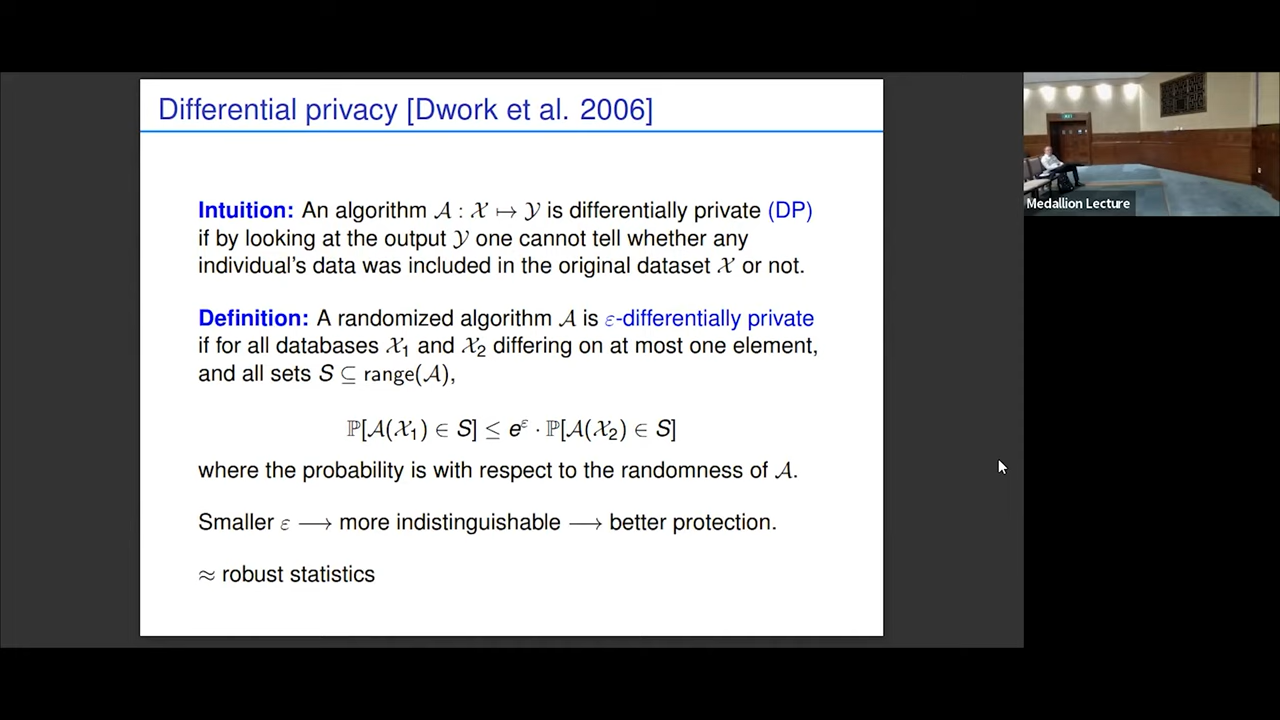 Differential privacy [Dwork et al. 2006]
Intuition: An algorithm 𝒜 : 𝒳 ↦ 𝒴 is differentially private (DP)
if by looking at the output 𝒴 one cannot tell whether any
individual's data was included in the original dataset 𝒳 or not.
Definition: A randomized algorithm 𝒜 is ε-differentially private
if for all databases 𝒳₁ and 𝒳₂ differing on at most one element,
and all sets S ⊆ range(𝒜),
ℙ[𝒜(𝒳₁) ∈ S] ≤ e^ε · ℙ[𝒜(𝒳₂) ∈ S]
where the probability is with respect to the randomness of 𝒜.
Smaller ε ⟶ more indistinguishable ⟶ better protection.
≈ robust statistics
Medallion Lecture